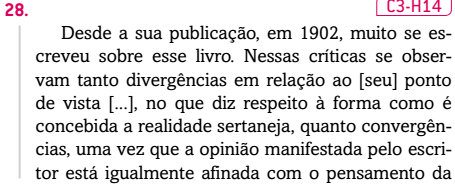 28.
C3-H14
Desde a sua publicação, em 1902, muito se es-
creveu sobre esse livro. Nessas críticas se obser-
vam tanto divergências em relação ao [seu] ponto
de vista [...], no que diz respeito à forma como é
concebida a realidade sertaneja, quanto convergên-
cias, uma vez que a opinião manifestada pelo escri-
tor está igualmente afinada com o pensamento da